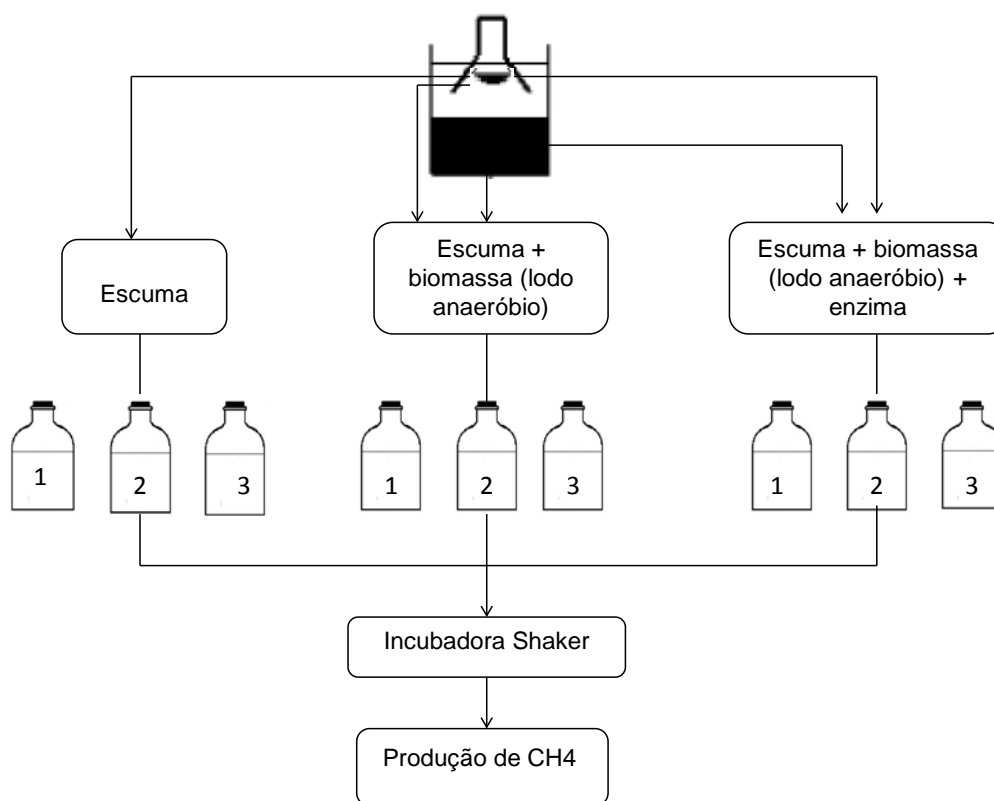 Escuma
Escuma +
biomassa (lodo
anaeróbio)
Escuma + biomassa
(lodo anaeróbio) +
enzima
1
2
3
1
2
3
1
2
3
Incubadora Shaker
Produção de CH4